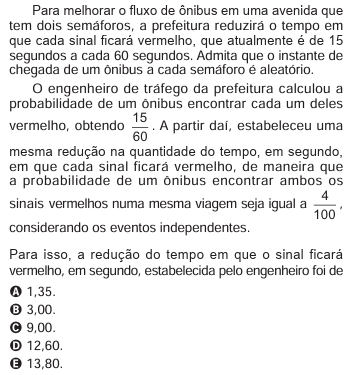 Para melhorar o fluxo de ônibus em uma avenida que
tem dois semáforos, a prefeitura reduzirá o tempo em
que cada sinal ficará vermelho, que atualmente é de 15
segundos a cada 60 segundos. Admita que o instante de
chegada de um ônibus a cada semáforo é aleatório.
O engenheiro de tráfego da prefeitura calculou a
probabilidade de um ônibus encontrar cada um deles
vermelho, obtendo 15/60. A partir daí, estabeleceu uma
mesma redução na quantidade do tempo, em segundo,
em que cada sinal ficará vermelho, de maneira que
a probabilidade de um ônibus encontrar ambos os
sinais vermelhos numa mesma viagem seja igual a 4/100,
considerando os eventos independentes.
Para isso, a redução do tempo em que o sinal ficará
vermelho, em segundo, estabelecida pelo engenheiro foi de
A 1,35.
B 3,00.
C 9,00.
D 12,60.
E 13,80.